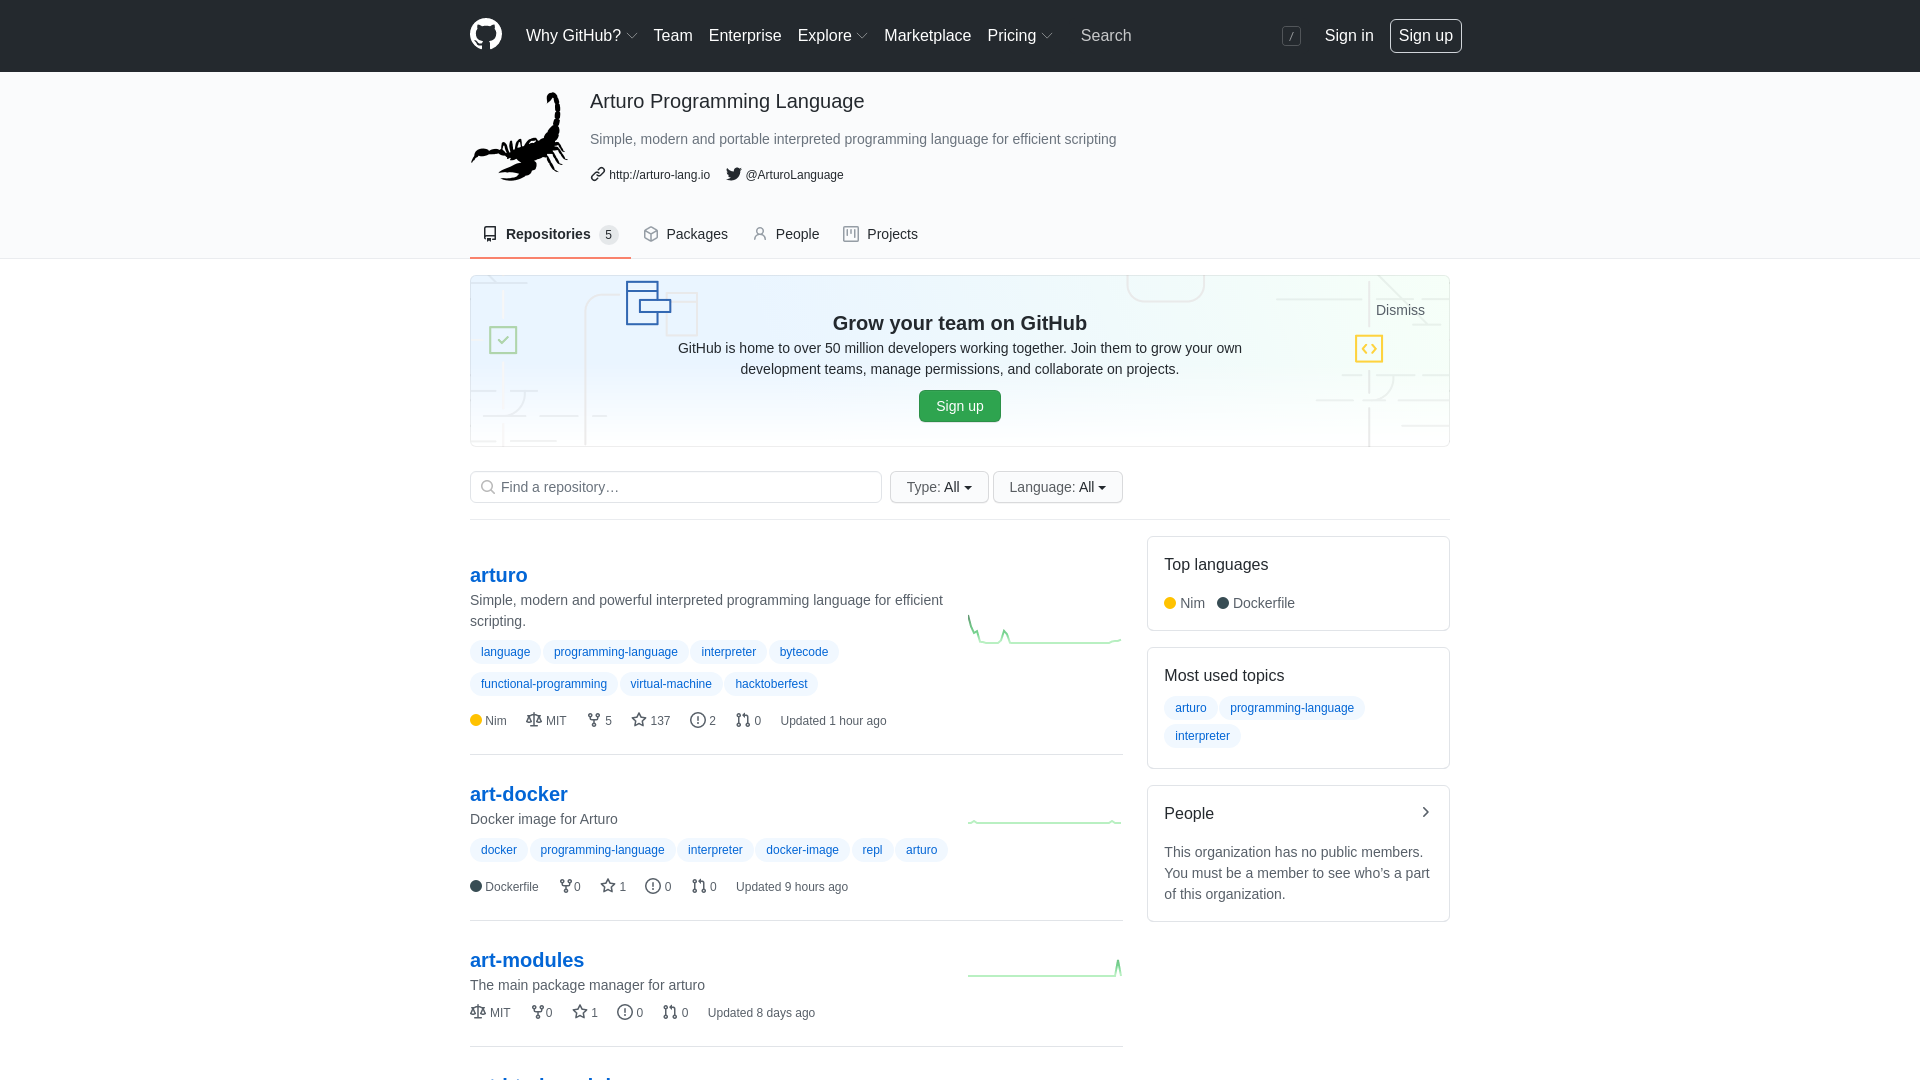 Why GitHub? Team Enterprise Explore Marketplace Pricing Search / Sign in Sign up
Arturo Programming Language
Simple, modern and portable interpreted programming language for efficient scripting
http://arturo-lang.io @ArturoLanguage
Repositories 5 Packages People Projects
Dismiss
Grow your team on GitHub
GitHub is home to over 50 million developers working together. Join them to grow your own
development teams, manage permissions, and collaborate on projects.
Sign up
Find a repository… Type: All Language: All
arturo
Simple, modern and powerful interpreted programming language for efficient
scripting.
language programming-language interpreter bytecode
functional-programming virtual-machine hacktoberfest
Nim MIT 5 137 2 0 Updated 1 hour ago
art-docker
Docker image for Arturo
docker programming-language interpreter docker-image repl arturo
Dockerfile 0 1 0 0 Updated 9 hours ago
art-modules
The main package manager for arturo
MIT 0 1 0 0 Updated 8 days ago
Top languages
Nim Dockerfile
Most used topics
arturo programming-language
interpreter
People
This organization has no public members.
You must be a member to see who’s a part
of this organization.